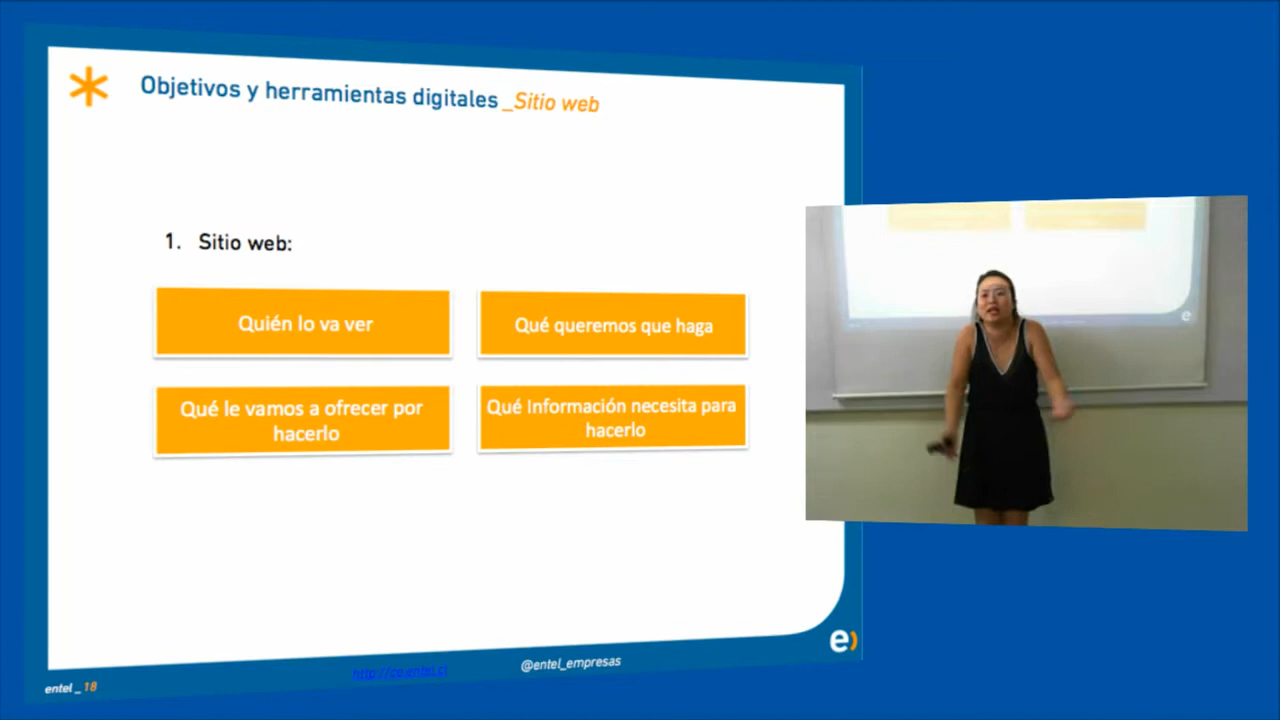 Objetivos y herramientas digitales _Sitio web
1. Sitio web:
Quién lo va ver
Qué queremos que haga
Qué le vamos a ofrecer por
hacerlo
Qué Información necesita para
hacerlo
e)
e
entel _ 18
@entel_empresas